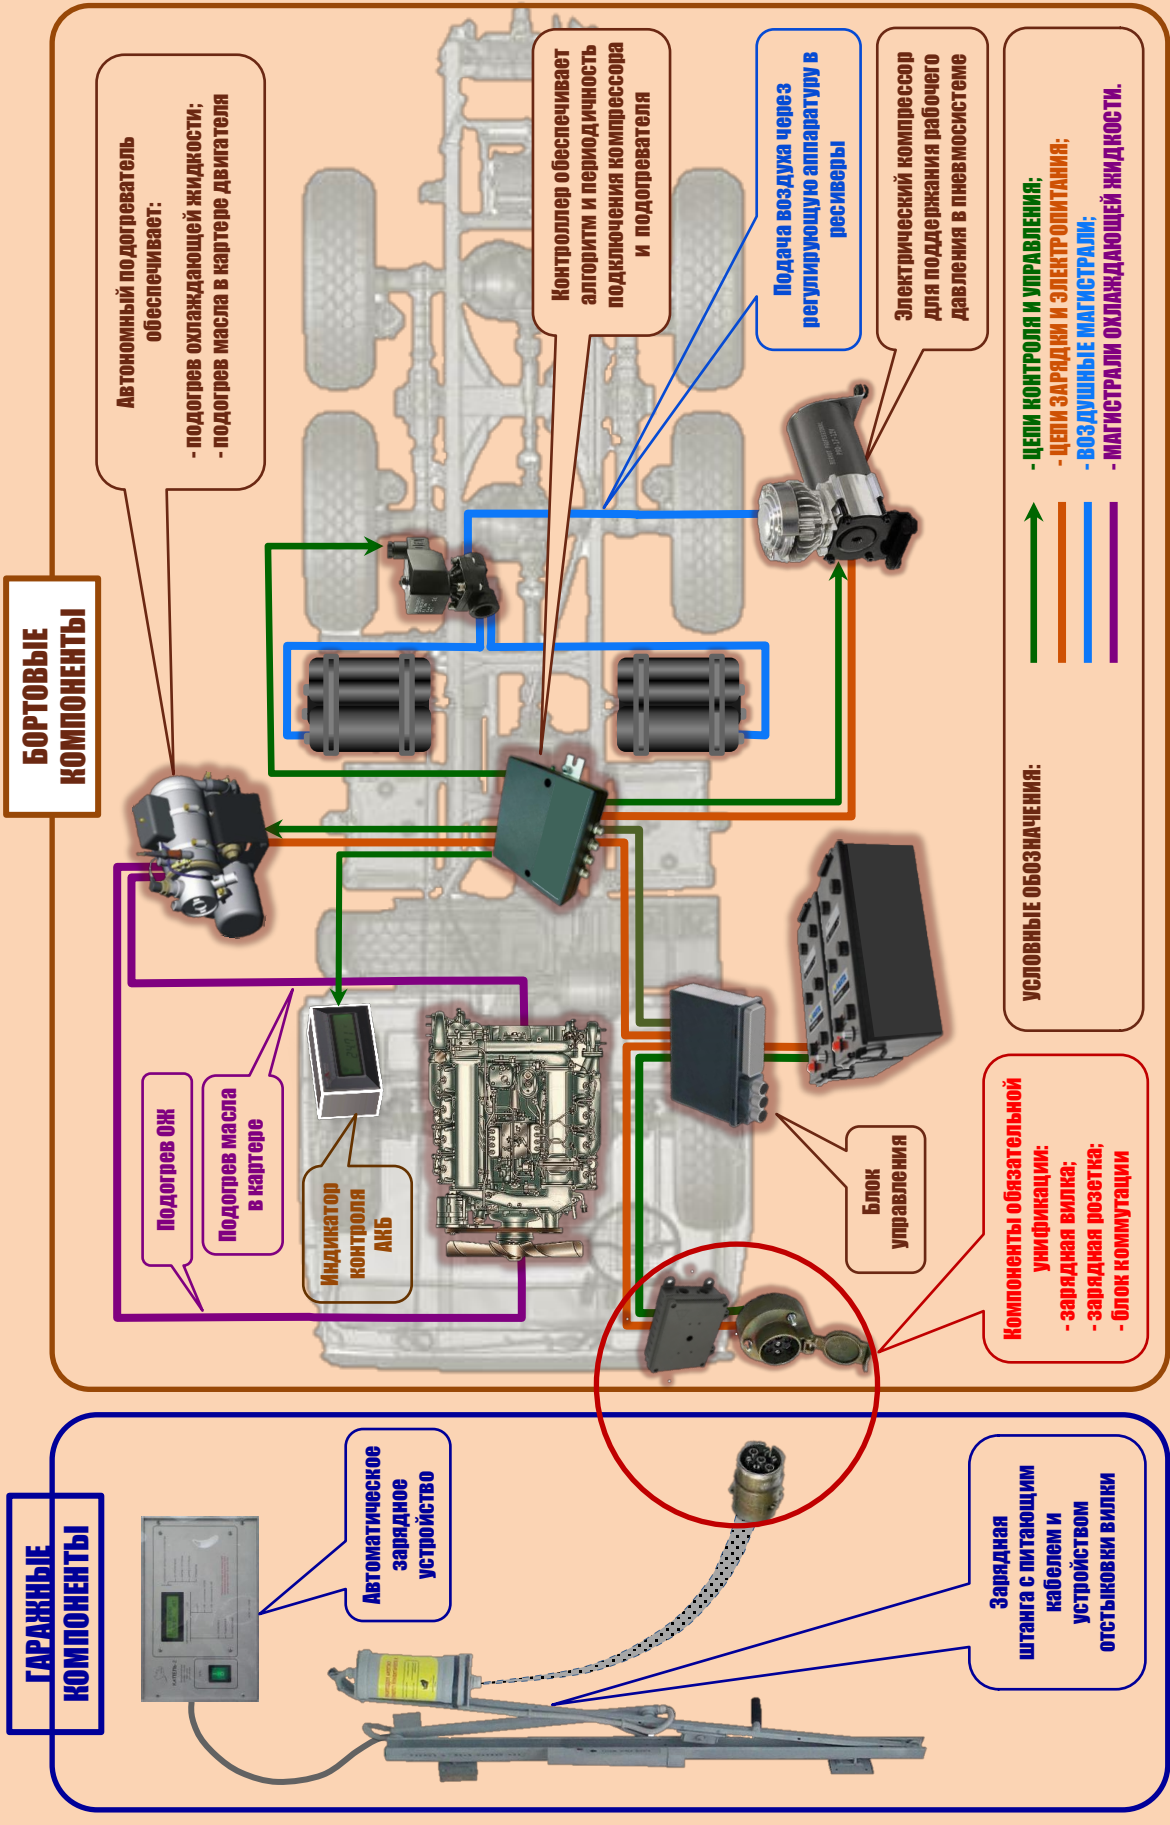 ГАРАЖНЫЕ
КОМПОНЕНТЫ
Автоматическое
зарядное
устройство
Зарядная
штанга с питающим
кабелем и
устройством
отстыковки вилки
БОРТОВЫЕ
КОМПОНЕНТЫ
Автономный подогреватель
обеспечивает:
- подогрев охлаждающей жидкости;
- подогрев масла в картере двигателя
Подогрев ОЖ
Подогрев масла
в картере
Индикатор
контроля
АКБ
Контроллер обеспечивает
алгоритм и периодичность
подключения компрессора
и подогревателя
Подача воздуха через
регулирующую аппаратуру в
ресиверы
Электрический компрессор
для поддержания рабочего
давления в пневмосистеме
Блок
управления
Компоненты обязательной
унификации:
- зарядная вилка;
- зарядная розетка;
- блок коммутации
УСЛОВНЫЕ ОБОЗНАЧЕНИЯ:
- ЦЕПИ КОНТРОЛЯ И УПРАВЛЕНИЯ;
- ЦЕПИ ЗАРЯДКИ И ЭЛЕКТРОПИТАНИЯ;
- ВОЗДУШНЫЕ МАГИСТРАЛИ;
- МАГИСТРАЛИ ОХЛАЖДАЮЩЕЙ ЖИДКОСТИ.